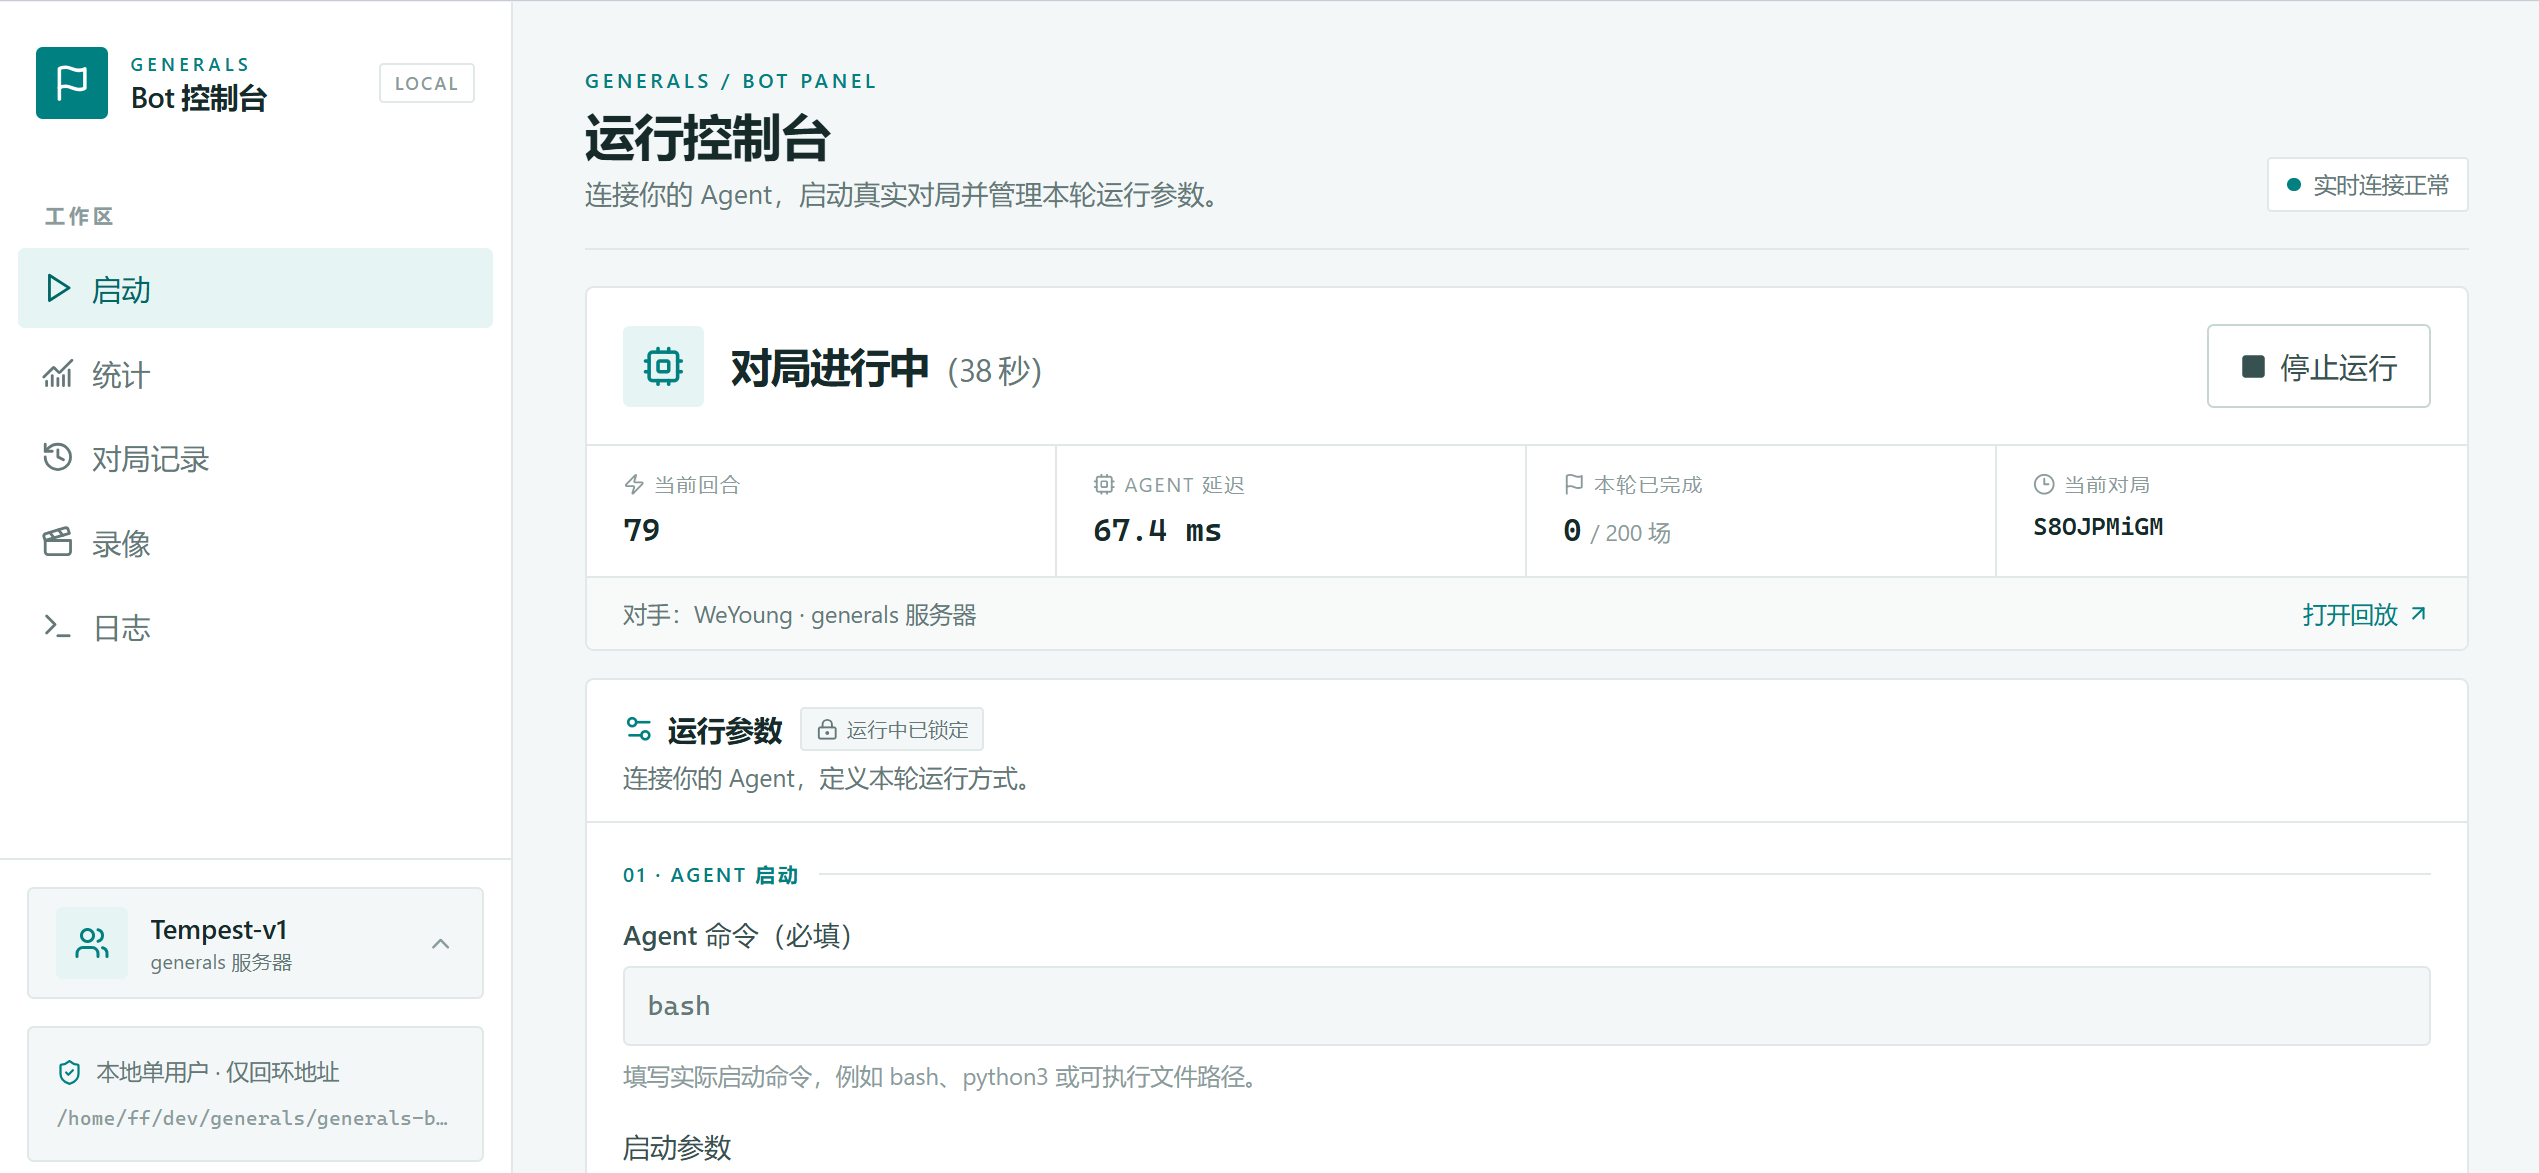 GENERALS
Bot 控制台
LOCAL
工作区
启动
统计
对局记录
录像
日志
Tempest-v1
generals 服务器
本地单用户 · 仅回环地址
/home/ff/dev/generals/generals-b…
GENERALS / BOT PANEL
运行控制台
连接你的 Agent，启动真实对局并管理本轮运行参数。
实时连接正常
对局进行中 (38 秒)
停止运行
当前回合
79
AGENT 延迟
67.4 ms
本轮已完成
0 / 200 场
当前对局
S8OJPMiGM
对手：WeYoung · generals 服务器
打开回放
运行参数
运行中已锁定
连接你的 Agent，定义本轮运行方式。
01 · AGENT 启动
Agent 命令（必填）
bash
填写实际启动命令，例如 bash、python3 或可执行文件路径。
启动参数